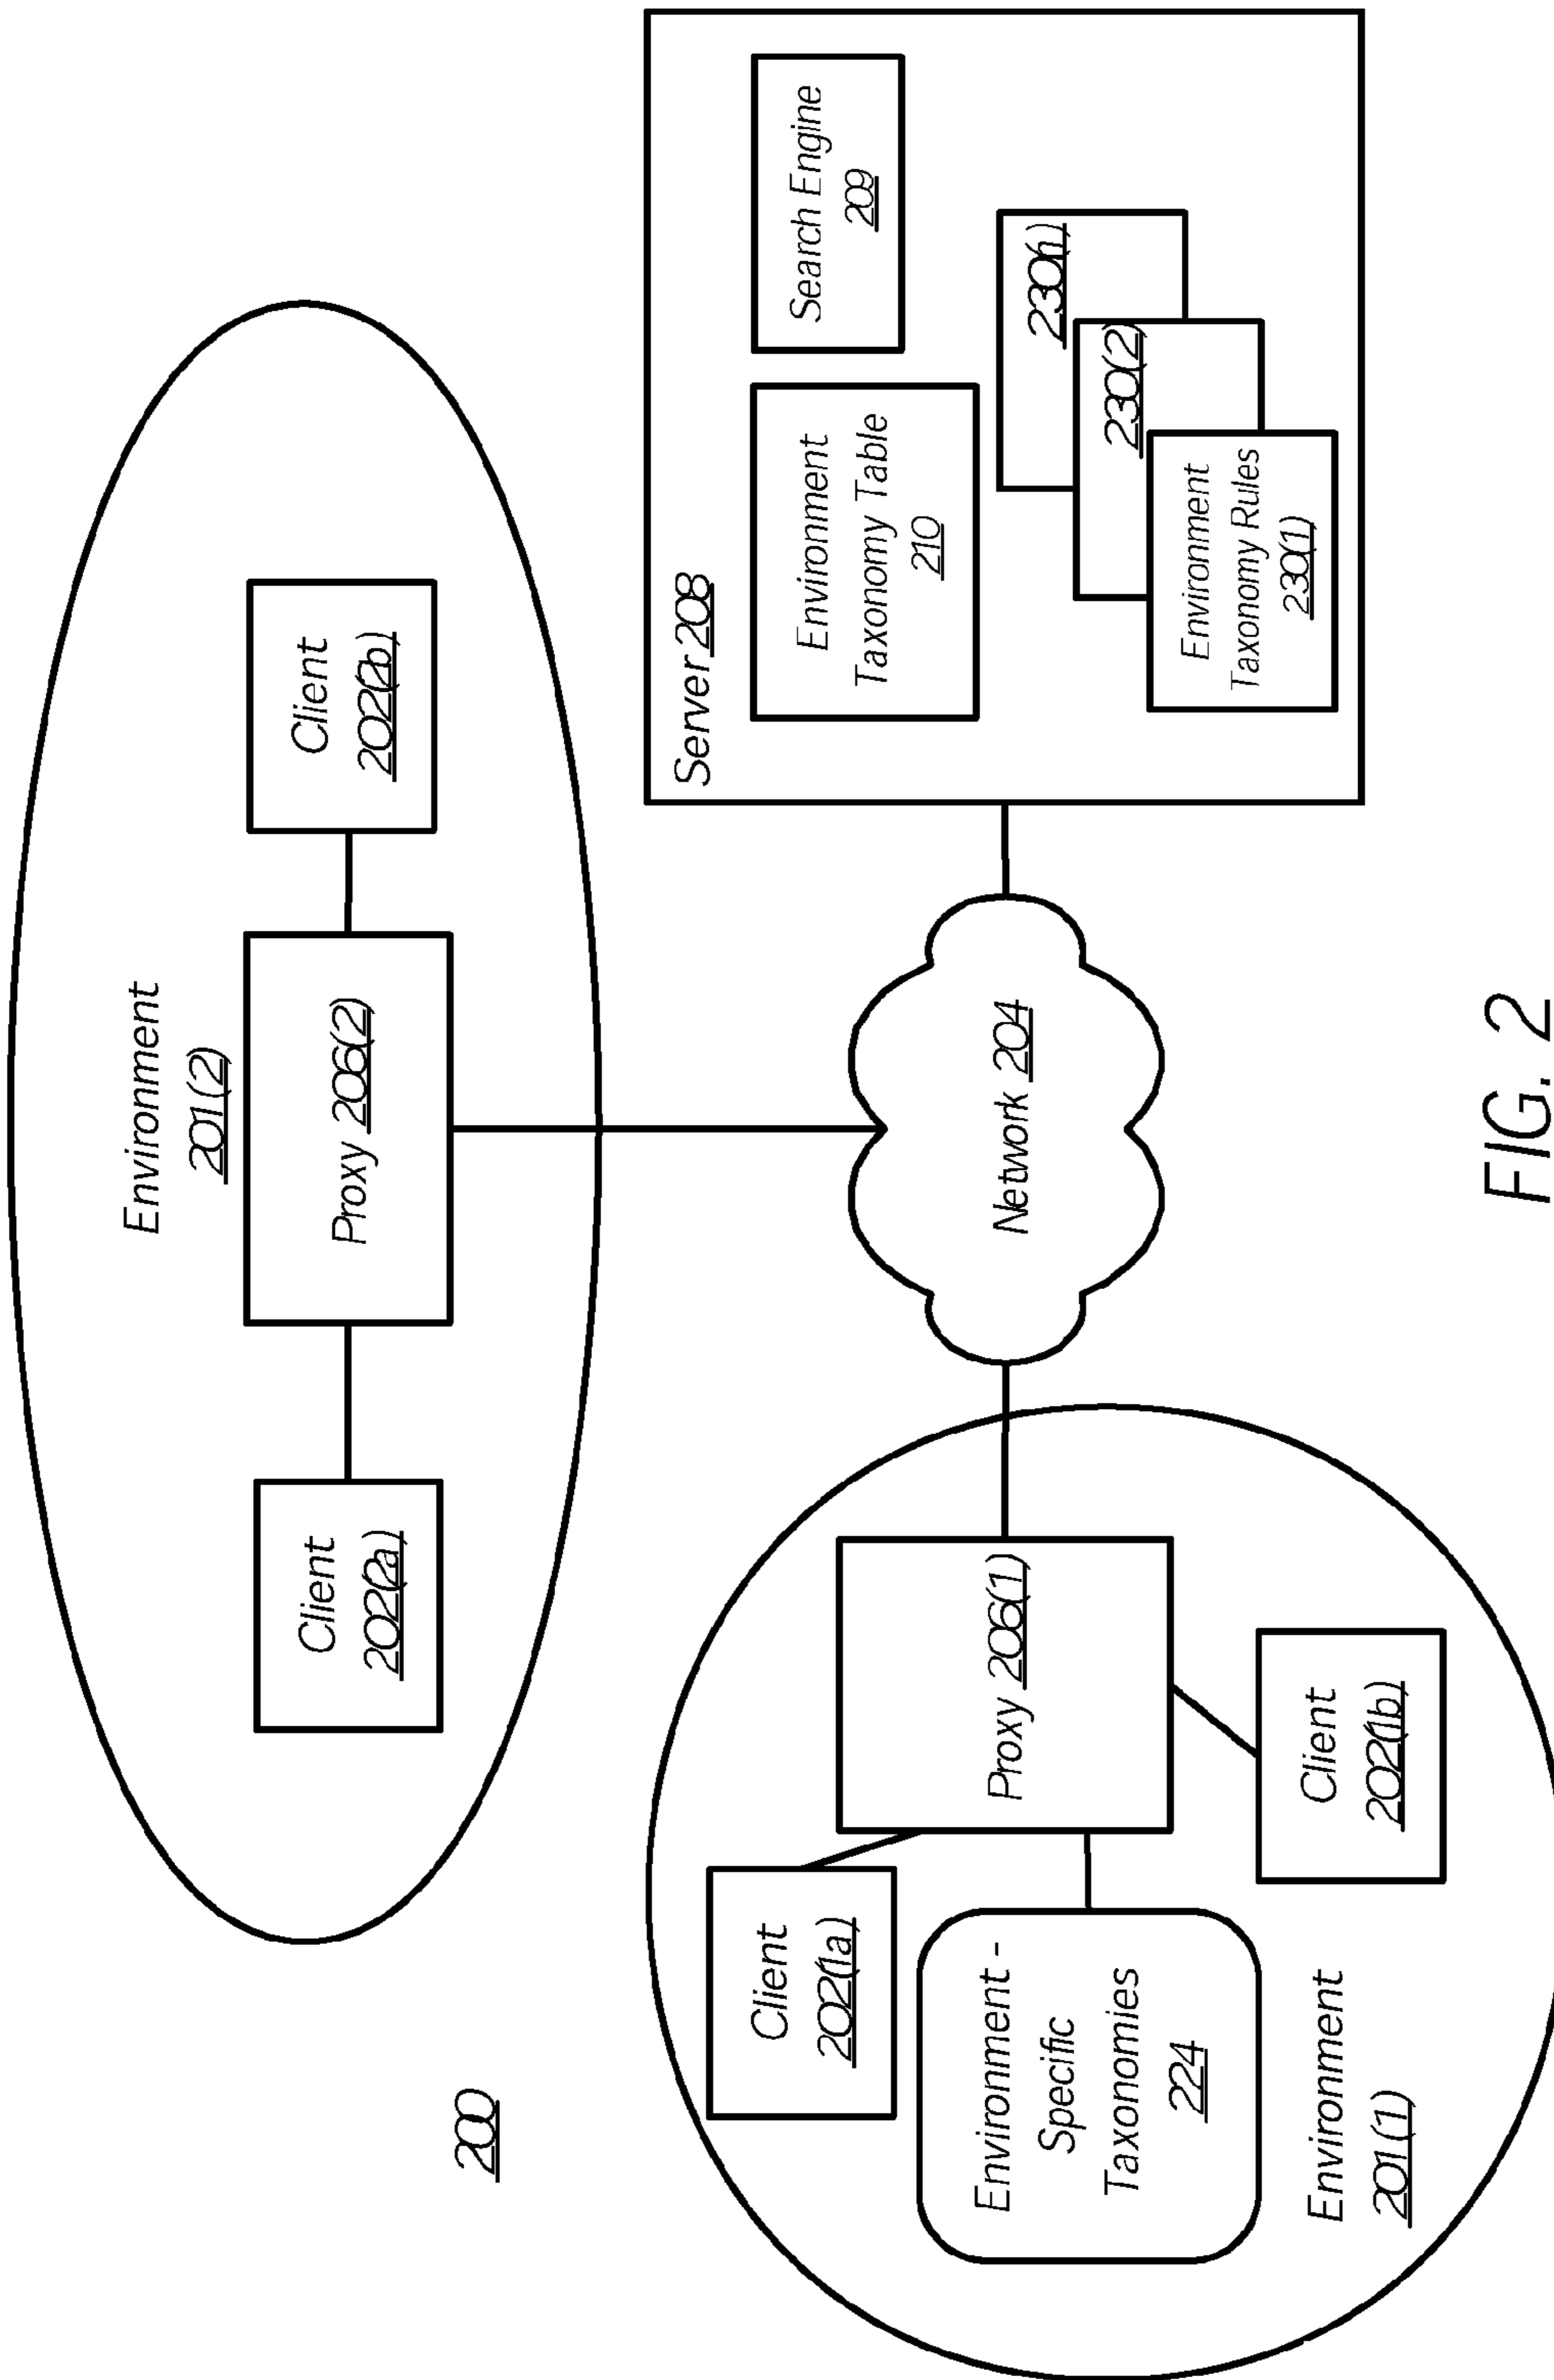 200
Environment
201(2)
Client
202(2a)
Proxy 206(2)
Client
202(2b)
Client
202(1a)
Environment -
Specific
Taxonomies
224
Environment
201(1)
Proxy 206(1)
Client
202(1b)
Network 204
Server 208
Environment
Taxonomy Table
210
Search Engine
209
230(n)
230(2)
Environment
Taxonomy Rules
230(1)
FIG. 2